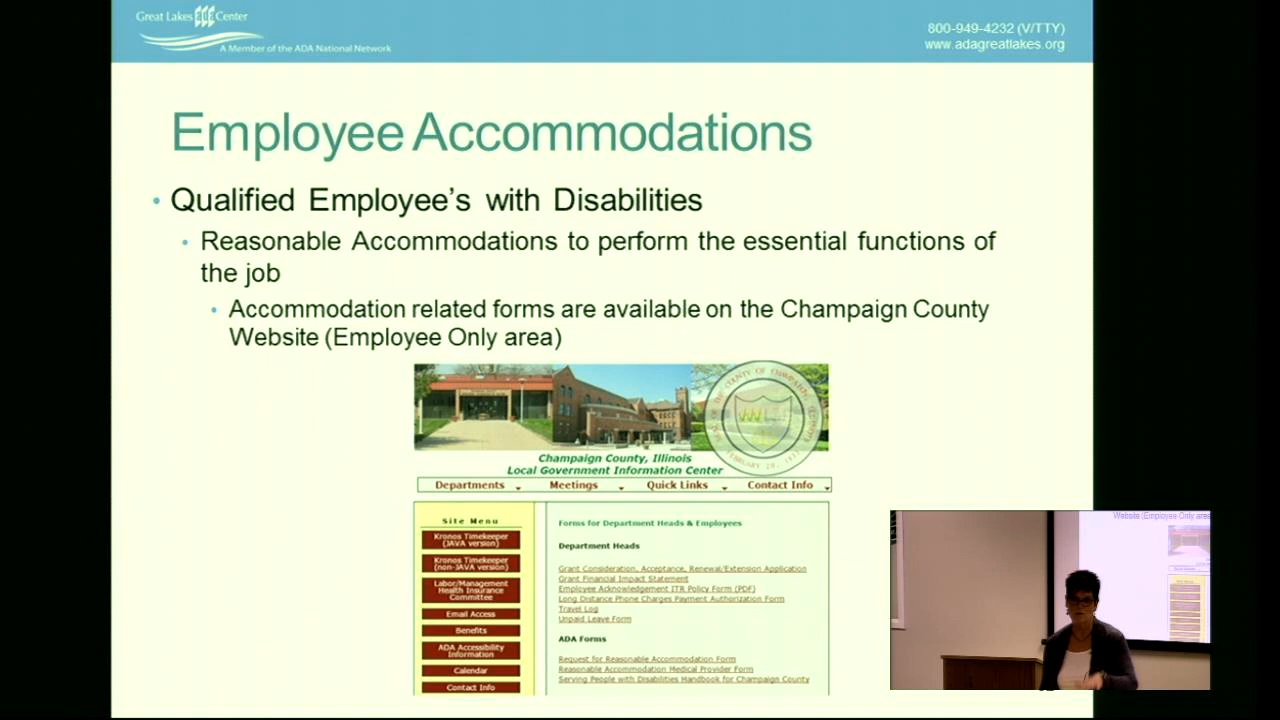 Great Lakes ada Center
A Member of the ADA National Network
800-949-4232 (V/TTY)
www.adagreatlakes.org
Employee Accommodations
• Qualified Employee's with Disabilities
• Reasonable Accommodations to perform the essential functions of
the job
• Accommodation related forms are available on the Champaign County
Website (Employee Only area)
Champaign County, Illinois
Local Government Information Center
Departments
Meetings
Quick Links
Contact Info
Site Menu
Kronos Timekeeper
(JAVA version)
Kronos Timekeeper
(non-JAVA version)
Labor/Management
Health Insurance
Committee
Email Access
Benefits
ADA Accessibility
Information
Calendar
Contact Info
Forms for Department Heads & Employees
Department Heads
Grant Consideration, Acceptance, Renewal/Extension Application
Grant Financial Impact Statement
Employee Acknowledgement ITR Policy Form (PDF)
Long Distance Phone Charges Payment Authorization Form
Travel Log
Unpaid Leave Form
ADA Forms
Request for Reasonable Accommodation Form
Reasonable Accommodation Medical Provider Form
Serving People with Disabilities Handbook for Champaign County
Website (Employee Only area